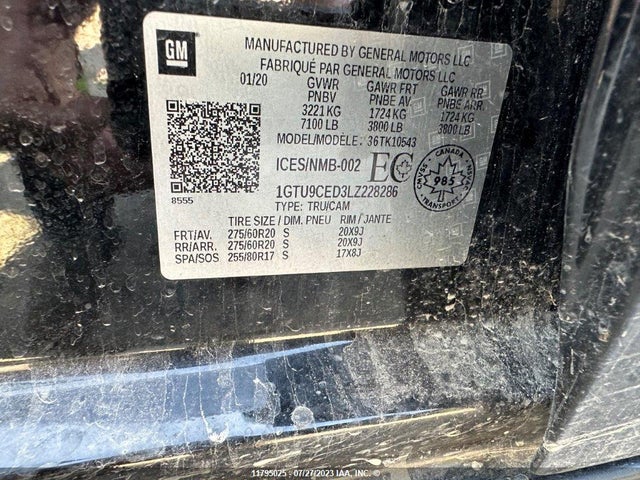 GM
MANUFACTURED BY GENERAL MOTORS LLC
FABRIQUÉ PAR GENERAL MOTORS LLC
01/20 GVWR GAWR FRT GAWR RR
PNBV PNBE AV. PNBE ARR.
3221 KG 1724 KG 1724 KG
7100 LB 3800 LB 3800 LB
MODEL/MODÈLE: 36TK10543
ICES/NMB-002 EC
CANADA
985
TRANSPORT
1GTU9CED3LZ228286
8555
TYPE: TRU/CAM
TIRE SIZE / DIM. PNEU RIM / JANTE
FRT/AV. 275/60R20 S 20X9J
RR/ARR. 275/60R20 S 20X9J
SPA/SOS 255/80R17 S 17X8J
11795025 - 07/27/2023 IAA, INC. ©